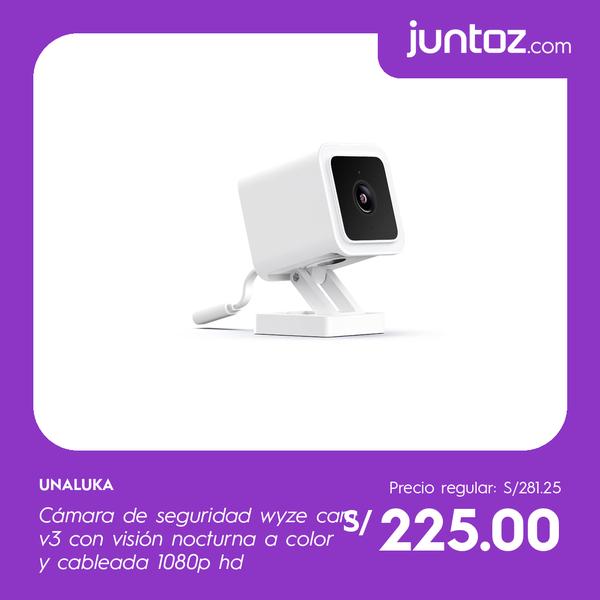 juntoz.com
UNALUKA
Cámara de seguridad wyze cam
v3 con visión nocturna a color
y cableada 1080p hd
Precio regular: S/281.25
S/ 225.00